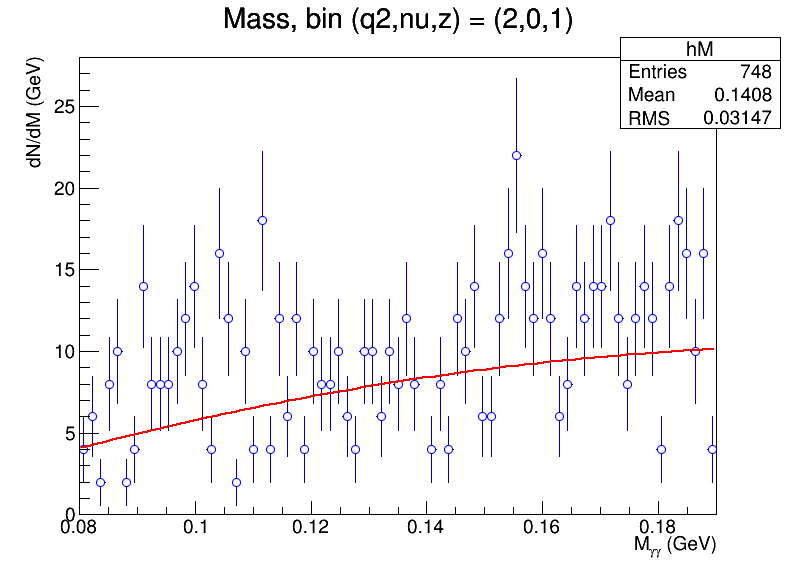 Mass, bin (q2,nu,z) = (2,0,1)
hM
Entries 748
Mean 0.1408
RMS 0.03147
dN/dM (GeV)
25
20
15
10
5
0
0.08 0.1 0.12 0.14 0.16 0.18
Mγγ (GeV)